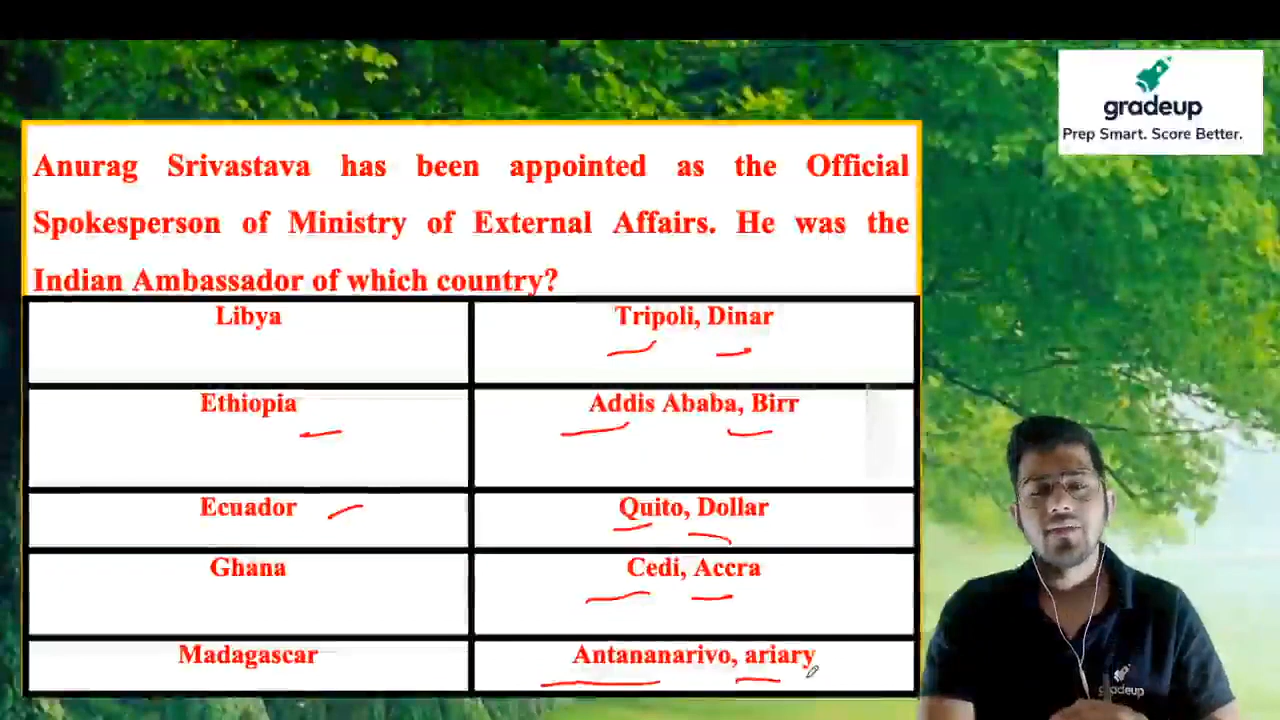 gradeup
Prep Smart. Score Better.
Anurag Srivastava has been appointed as the Official
Spokesperson of Ministry of External Affairs. He was the
Indian Ambassador of which country?
Libya
Tripoli, Dinar
Ethiopia
Addis Ababa, Birr
Ecuador
Quito, Dollar
Ghana
Cedi, Accra
Madagascar
Antananarivo, ariary
gradeup